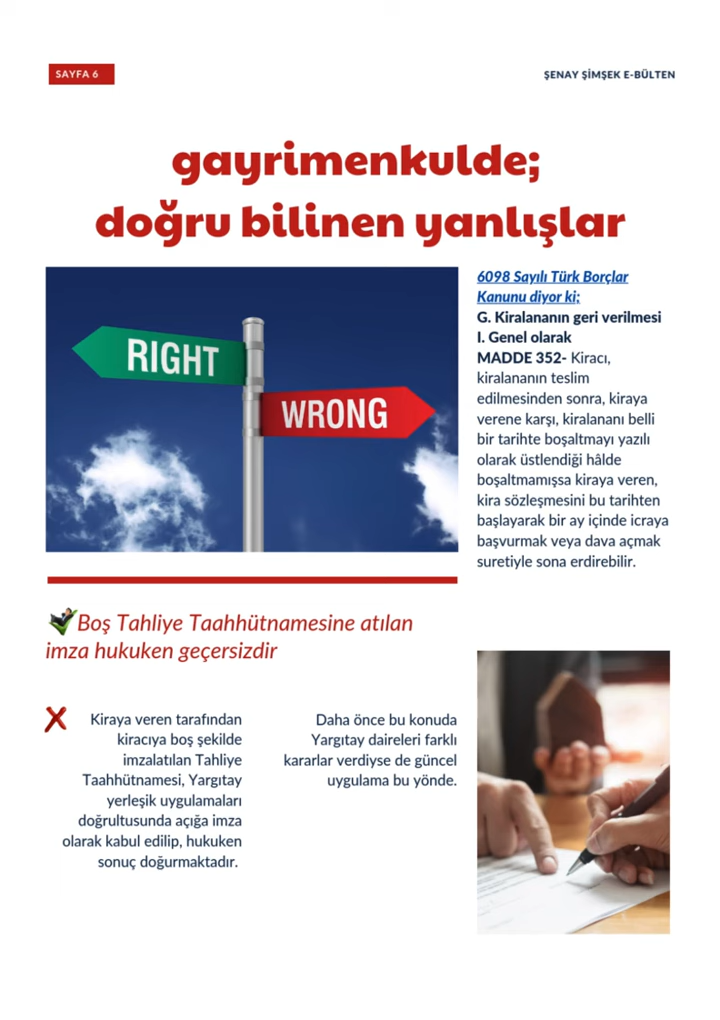 SAYFA 6
ŞENAY ŞİMŞEK E-BÜLTEN
gayrimenkulde;
doğru bilinen yanlışlar
RIGHT
WRONG
6098 Sayılı Türk Borçlar
Kanunu diyor ki;
G. Kiralananın geri verilmesi
I. Genel olarak
MADDE 352- Kiracı,
kiralananın teslim
edilmesinden sonra, kiraya
verene karşı, kiralananı belli
bir tarihte boşaltmayı yazılı
olarak üstlendiği hâlde
boşaltmamışsa kiraya veren,
kira sözleşmesini bu tarihten
başlayarak bir ay içinde icraya
başvurmak veya dava açmak
suretiyle sona erdirebilir.
Boş Tahliye Taahhütnamesine atılan
imza hukuken geçersizdir
Kiraya veren tarafından
kiracıya boş şekilde
imzalatılan Tahliye
Taahhütnamesi, Yargıtay
yerleşik uygulamaları
doğrultusunda açığa imza
olarak kabul edilip, hukuken
sonuç doğurmaktadır.
Daha önce bu konuda
Yargıtay daireleri farklı
kararlar verdiyse de güncel
uygulama bu yönde.